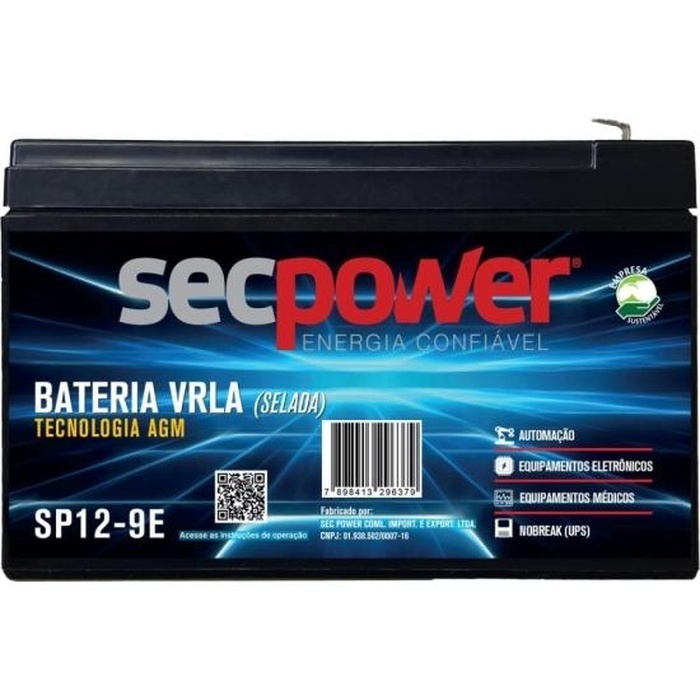 secpower®
ENERGIA CONFIÁVEL
EMPRESA
SUSTENTÁVEL
BATERIA VRLA (SELADA)
TECNOLOGIA AGM
AUTOMAÇÃO
EQUIPAMENTOS ELETRÔNICOS
EQUIPAMENTOS MÉDICOS
NOBREAK (UPS)
7 898413 296379
SP12-9E
Acesse as instruções de operação
Fabricado por:
SEC POWER COML. IMPORT. E EXPORT. LTDA.
CNPJ: 01.938.582/0007-16